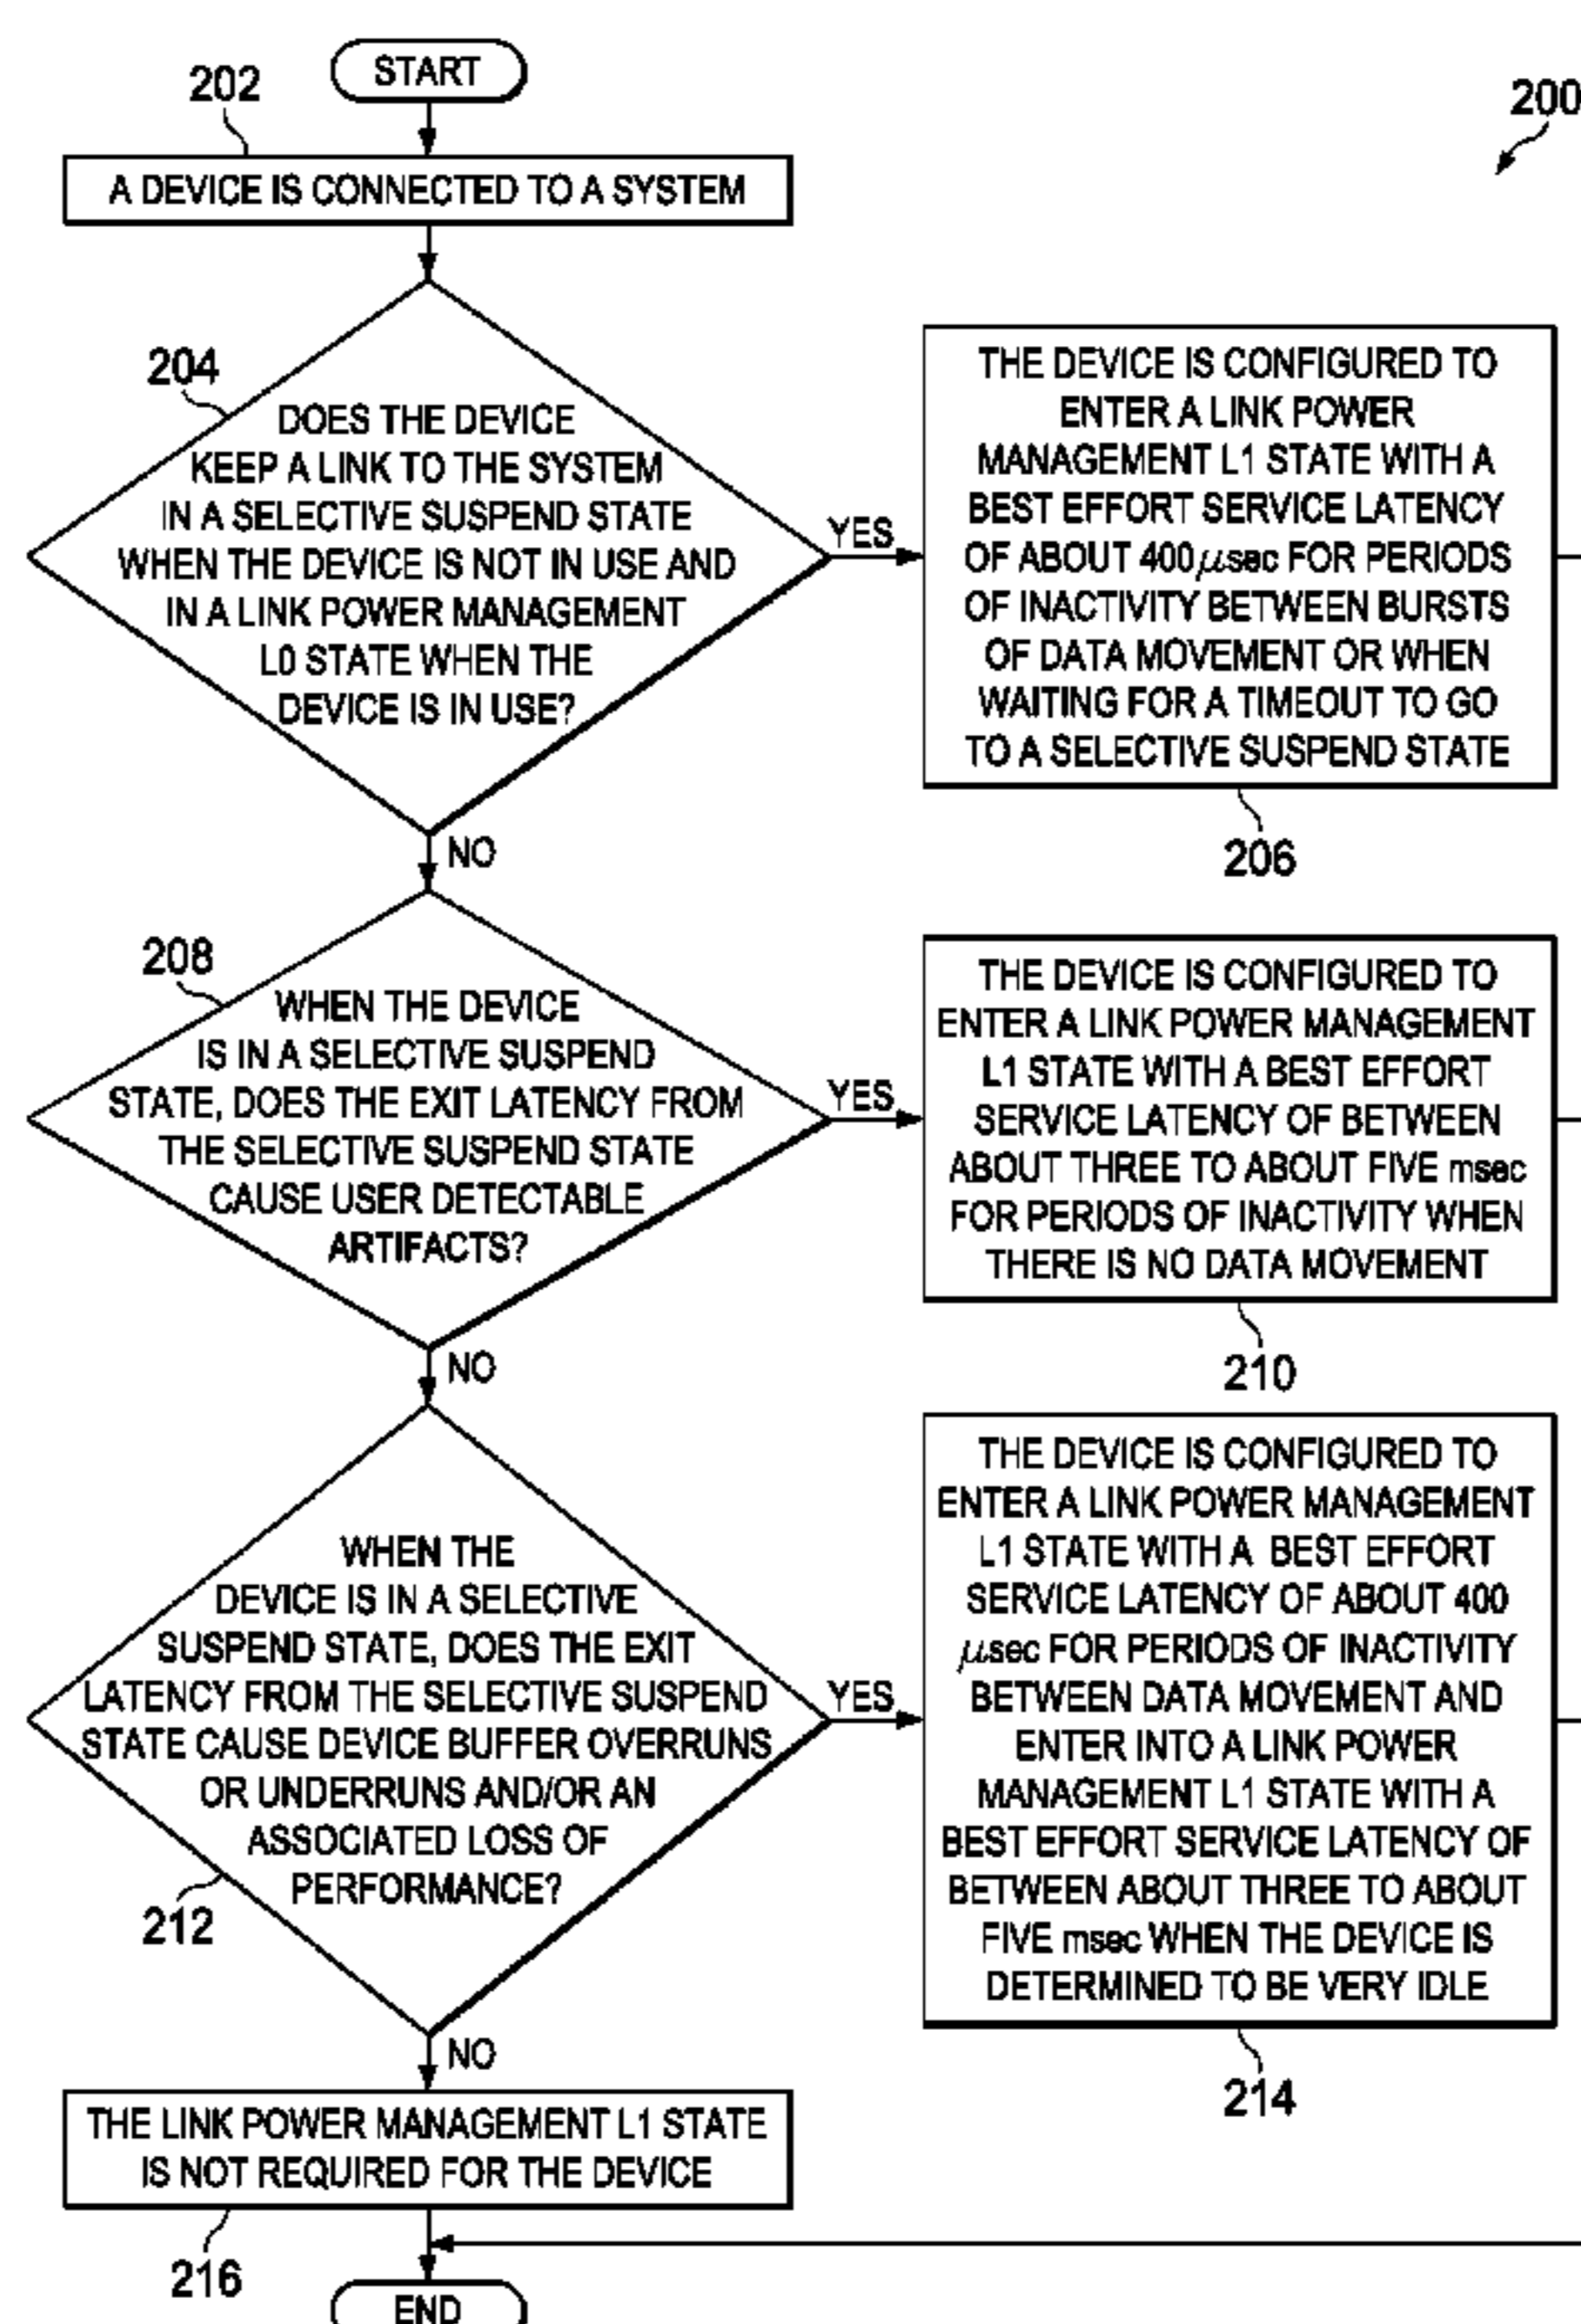 START
202
200
A DEVICE IS CONNECTED TO A SYSTEM
204
DOES THE DEVICE
KEEP A LINK TO THE SYSTEM
IN A SELECTIVE SUSPEND STATE
WHEN THE DEVICE IS NOT IN USE AND
IN A LINK POWER MANAGEMENT
L0 STATE WHEN THE
DEVICE IS IN USE?
YES
THE DEVICE IS CONFIGURED TO
ENTER A LINK POWER
MANAGEMENT L1 STATE WITH A
BEST EFFORT SERVICE LATENCY
OF ABOUT 400 μsec FOR PERIODS
OF INACTIVITY BETWEEN BURSTS
OF DATA MOVEMENT OR WHEN
WAITING FOR A TIMEOUT TO GO
TO A SELECTIVE SUSPEND STATE
206
NO
208
WHEN THE DEVICE
IS IN A SELECTIVE SUSPEND
STATE, DOES THE EXIT LATENCY FROM
THE SELECTIVE SUSPEND STATE
CAUSE USER DETECTABLE
ARTIFACTS?
YES
THE DEVICE IS CONFIGURED TO
ENTER A LINK POWER MANAGEMENT
L1 STATE WITH A BEST EFFORT
SERVICE LATENCY OF BETWEEN
ABOUT THREE TO ABOUT FIVE msec
FOR PERIODS OF INACTIVITY WHEN
THERE IS NO DATA MOVEMENT
210
NO
WHEN THE
DEVICE IS IN A SELECTIVE
SUSPEND STATE, DOES THE EXIT
LATENCY FROM THE SELECTIVE SUSPEND
STATE CAUSE DEVICE BUFFER OVERRUNS
OR UNDERRUNS AND/OR AN
ASSOCIATED LOSS OF
PERFORMANCE?
212
YES
THE DEVICE IS CONFIGURED TO
ENTER A LINK POWER MANAGEMENT
L1 STATE WITH A BEST EFFORT
SERVICE LATENCY OF ABOUT 400
μsec FOR PERIODS OF INACTIVITY
BETWEEN DATA MOVEMENT AND
ENTER INTO A LINK POWER
MANAGEMENT L1 STATE WITH A
BEST EFFORT SERVICE LATENCY OF
BETWEEN ABOUT THREE TO ABOUT
FIVE msec WHEN THE DEVICE IS
DETERMINED TO BE VERY IDLE
214
NO
THE LINK POWER MANAGEMENT L1 STATE
IS NOT REQUIRED FOR THE DEVICE
216
END